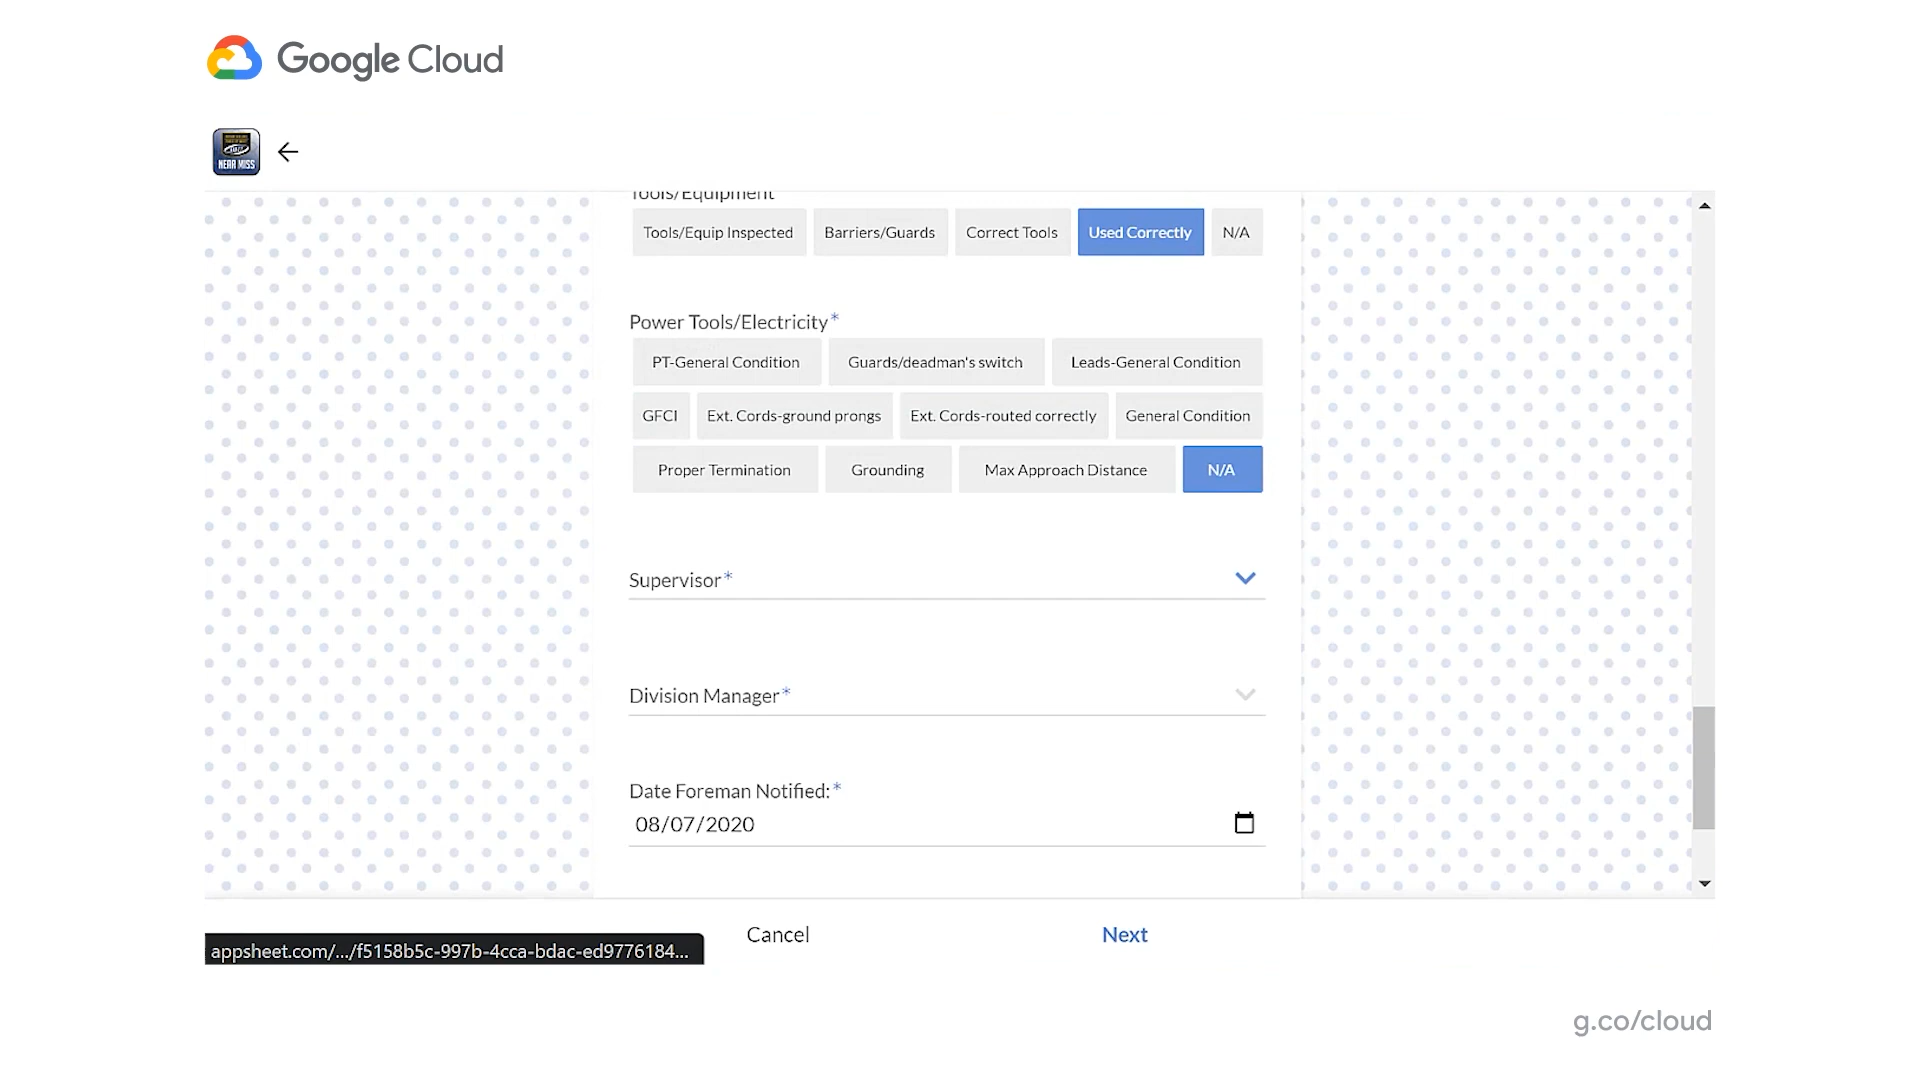 Google Cloud
NEAR MISS
Tools/Equipment
Tools/Equip Inspected Barriers/Guards Correct Tools Used Correctly N/A
Power Tools/Electricity*
PT-General Condition Guards/deadman's switch Leads-General Condition
GFCI Ext. Cords-ground prongs Ext. Cords-routed correctly General Condition
Proper Termination Grounding Max Approach Distance N/A
Supervisor*
Division Manager*
Date Foreman Notified:*
08/07/2020
Cancel Next
appsheet.com/.../f5158b5c-997b-4cca-bdac-ed9776184...
g.co/cloud